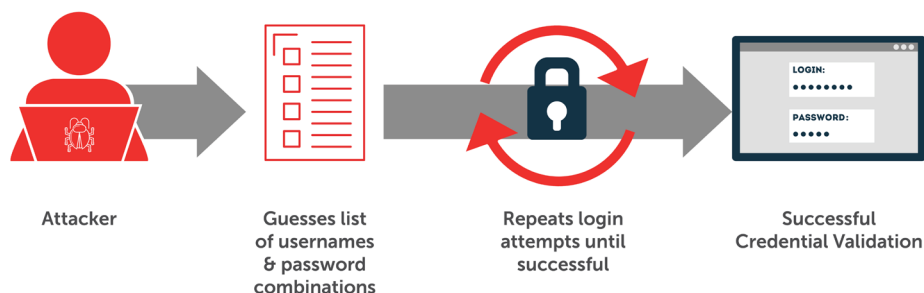 LOGIN:
PASSWORD:
Attacker
Guesses list
of usernames
& password
combinations
Repeats login
attempts until
successful
Successful
Credential Validation